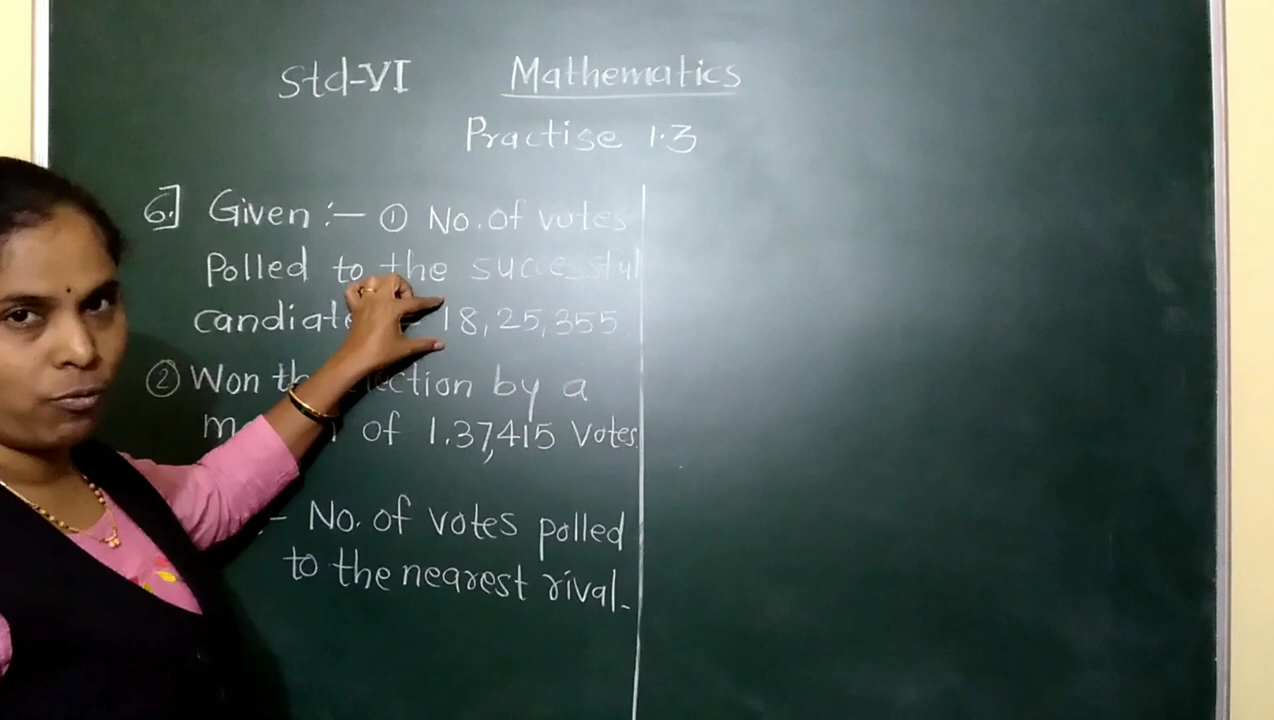 Std-VI Mathematics
Practise 1.3
6.] Given :- ① No. of votes
Polled to the successful
candiate 18,25,355
② Won the election by a
of 1.37,415 Votes.
:- No. of votes polled
to the nearest rival.